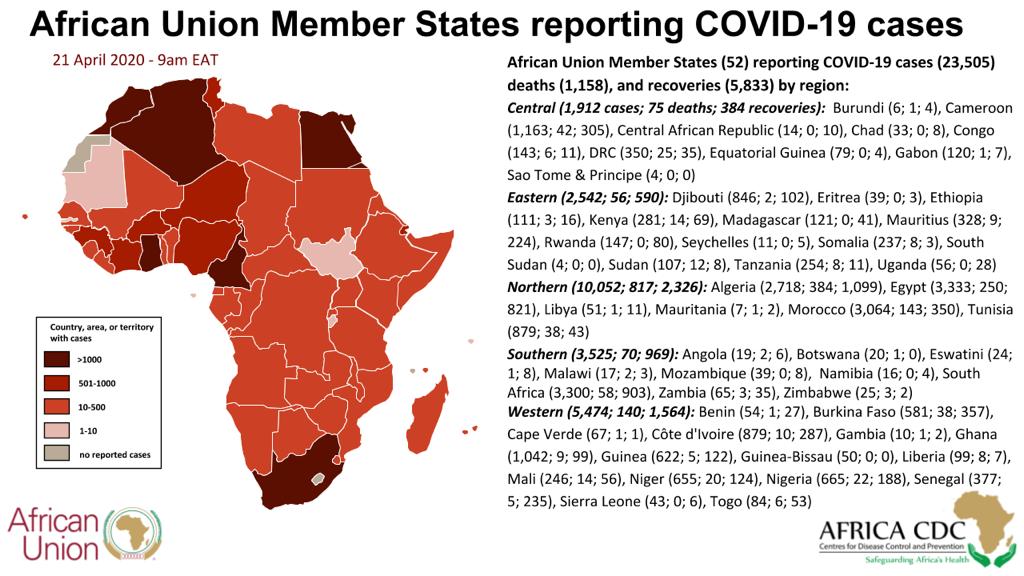 African Union Member States reporting COVID-19 cases
21 April 2020 - 9am EAT
African Union Member States (52) reporting COVID-19 cases (23,505)
deaths (1,158), and recoveries (5,833) by region:
Central (1,912 cases; 75 deaths; 384 recoveries): Burundi (6; 1; 4), Cameroon
(1,163; 42; 305), Central African Republic (14; 0; 10), Chad (33; 0; 8), Congo
(143; 6; 11), DRC (350; 25; 35), Equatorial Guinea (79; 0; 4), Gabon (120; 1; 7),
Sao Tome & Principe (4; 0; 0)
Eastern (2,542; 56; 590): Djibouti (846; 2; 102), Eritrea (39; 0; 3), Ethiopia
(111; 3; 16), Kenya (281; 14; 69), Madagascar (121; 0; 41), Mauritius (328; 9;
224), Rwanda (147; 0; 80), Seychelles (11; 0; 5), Somalia (237; 8; 3), South
Sudan (4; 0; 0), Sudan (107; 12; 8), Tanzania (254; 8; 11), Uganda (56; 0; 28)
Northern (10,052; 817; 2,326): Algeria (2,718; 384; 1,099), Egypt (3,333; 250;
821), Libya (51; 1; 11), Mauritania (7; 1; 2), Morocco (3,064; 143; 350), Tunisia
(879; 38; 43)
Southern (3,525; 70; 969): Angola (19; 2; 6), Botswana (20; 1; 0), Eswatini (24;
1; 8), Malawi (17; 2; 3), Mozambique (39; 0; 8), Namibia (16; 0; 4), South
Africa (3,300; 58; 903), Zambia (65; 3; 35), Zimbabwe (25; 3; 2)
Western (5,474; 140; 1,564): Benin (54; 1; 27), Burkina Faso (581; 38; 357),
Cape Verde (67; 1; 1), Côte d'Ivoire (879; 10; 287), Gambia (10; 1; 2), Ghana
(1,042; 9; 99), Guinea (622; 5; 122), Guinea-Bissau (50; 0; 0), Liberia (99; 8; 7),
Mali (246; 14; 56), Niger (655; 20; 124), Nigeria (665; 22; 188), Senegal (377;
5; 235), Sierra Leone (43; 0; 6), Togo (84; 6; 53)
Country, area, or territory
with cases
>1000
501-1000
10-500
1-10
no reported cases
African
Union
AFRICA CDC
Centres for Disease Control and Prevention
Safeguarding Africa's Health